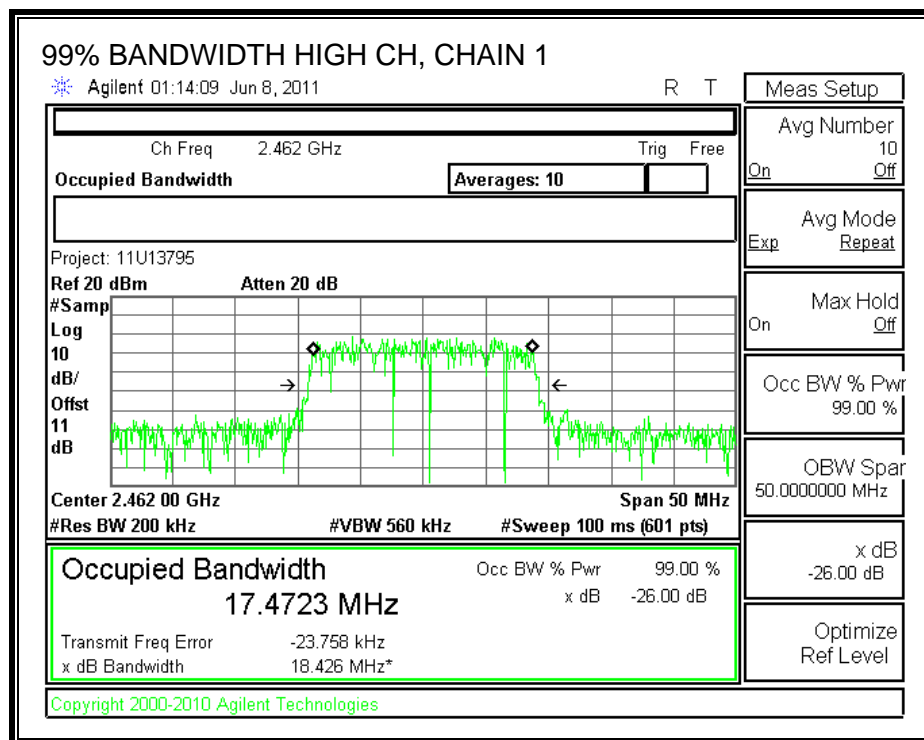 99% BANDWIDTH HIGH CH, CHAIN 1
Agilent 01:14:09 Jun 8, 2011 R T
Ch Freq 2.462 GHz Trig Free
Occupied Bandwidth Averages: 10
Project: 11U13795
Ref 20 dBm Atten 20 dB
#Samp
Log
10
dB/
Offst
11
dB
Center 2.462 00 GHz Span 50 MHz
#Res BW 200 kHz #VBW 560 kHz #Sweep 100 ms (601 pts)
Occupied Bandwidth Occ BW % Pwr 99.00 %
17.4723 MHz x dB -26.00 dB
Transmit Freq Error -23.758 kHz
x dB Bandwidth 18.426 MHz*
Copyright 2000-2010 Agilent Technologies
Meas Setup
Avg Number
10
On Off
Avg Mode
Exp Repeat
Max Hold
On Off
Occ BW % Pwr
99.00 %
OBW Span
50.0000000 MHz
x dB
-26.00 dB
Optimize
Ref Level